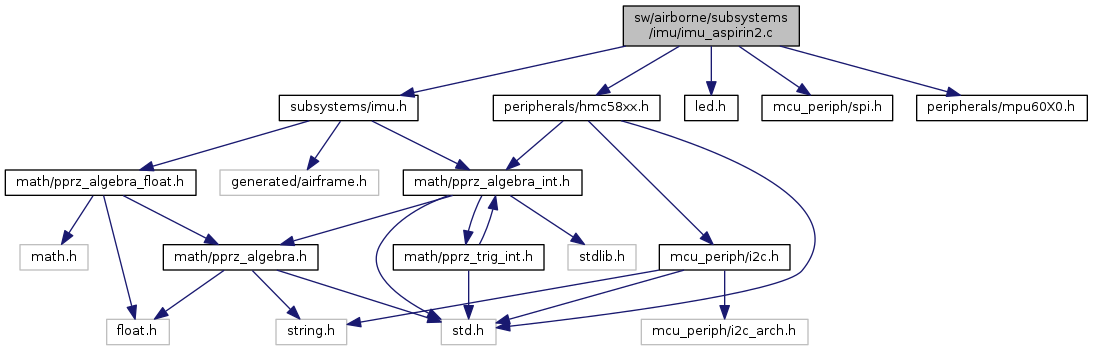 sw/airborne/subsystems
/imu/imu_aspirin2.c
subsystems/imu.h
peripherals/hmc58xx.h
led.h
mcu_periph/spi.h
peripherals/mpu60X0.h
math/pprz_algebra_float.h
generated/airframe.h
math/pprz_algebra_int.h
math.h
math/pprz_algebra.h
math/pprz_trig_int.h
stdlib.h
mcu_periph/i2c.h
float.h
string.h
std.h
mcu_periph/i2c_arch.h